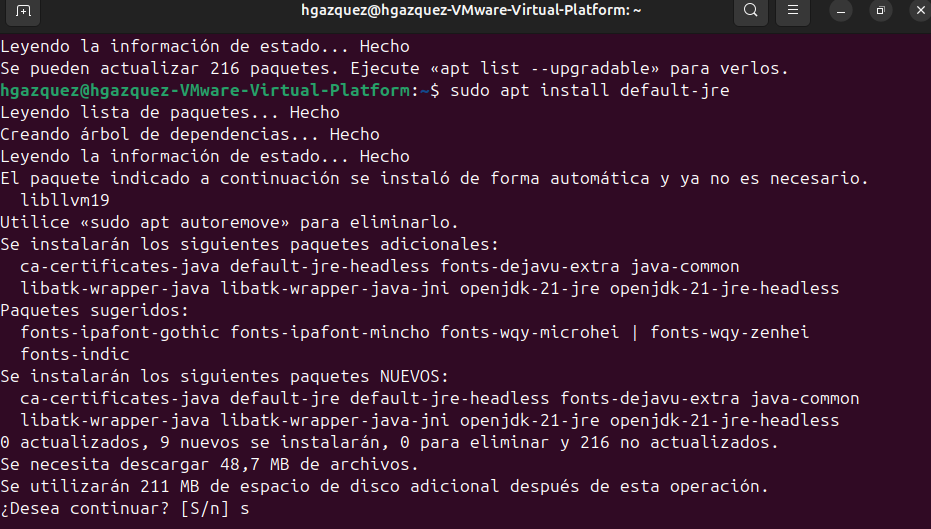 hgazquez@hgazquez-VMware-Virtual-Platform: ~
Leyendo la información de estado... Hecho
Se pueden actualizar 216 paquetes. Ejecute «apt list --upgradable» para verlos.
hgazquez@hgazquez-VMware-Virtual-Platform:~$ sudo apt install default-jre
Leyendo lista de paquetes... Hecho
Creando árbol de dependencias... Hecho
Leyendo la información de estado... Hecho
El paquete indicado a continuación se instaló de forma automática y ya no es necesario.
  libllvm19
Utilice «sudo apt autoremove» para eliminarlo.
Se instalarán los siguientes paquetes adicionales:
  ca-certificates-java default-jre-headless fonts-dejavu-extra java-common
  libatk-wrapper-java libatk-wrapper-java-jni openjdk-21-jre openjdk-21-jre-headless
Paquetes sugeridos:
  fonts-ipafont-gothic fonts-ipafont-mincho fonts-wqy-microhei | fonts-wqy-zenhei
  fonts-indic
Se instalarán los siguientes paquetes NUEVOS:
  ca-certificates-java default-jre default-jre-headless fonts-dejavu-extra java-common
  libatk-wrapper-java libatk-wrapper-java-jni openjdk-21-jre openjdk-21-jre-headless
0 actualizados, 9 nuevos se instalarán, 0 para eliminar y 216 no actualizados.
Se necesita descargar 48,7 MB de archivos.
Se utilizarán 211 MB de espacio de disco adicional después de esta operación.
¿Desea continuar? [S/n] s